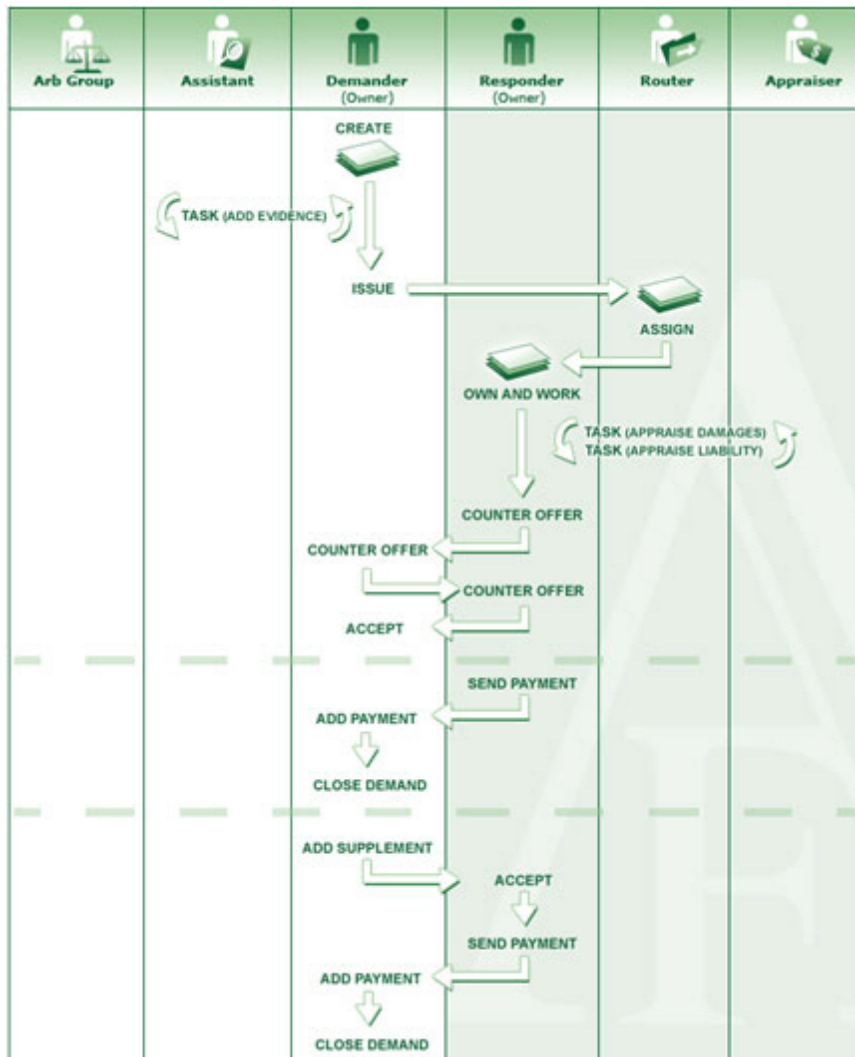 Arb Group
Assistant
Demander
(Owner)
Responder
(Owner)
Router
Appraiser
CREATE
TASK (ADD EVIDENCE)
ISSUE
ASSIGN
OWN AND WORK
TASK (APPRAISE DAMAGES)
TASK (APPRAISE LIABILITY)
COUNTER OFFER
COUNTER OFFER
COUNTER OFFER
ACCEPT
SEND PAYMENT
ADD PAYMENT
CLOSE DEMAND
ADD SUPPLEMENT
ACCEPT
SEND PAYMENT
ADD PAYMENT
CLOSE DEMAND